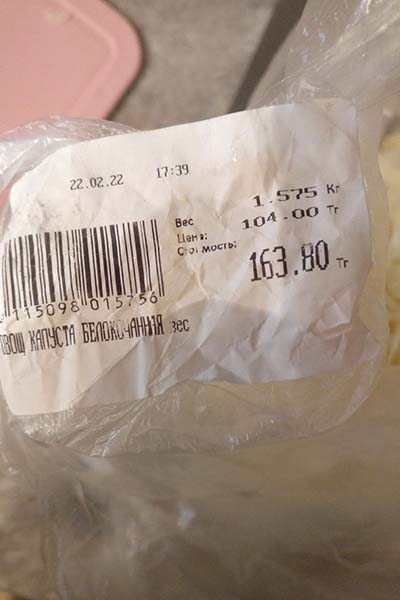 22.02.22 17:39
Вес 1.575 Кг
Цена: 104.00 Тг
Стоимость: 163.80 Тг
115098 015756
ОВОЩ КАПУСТА БЕЛОКОЧАННАЯ вес